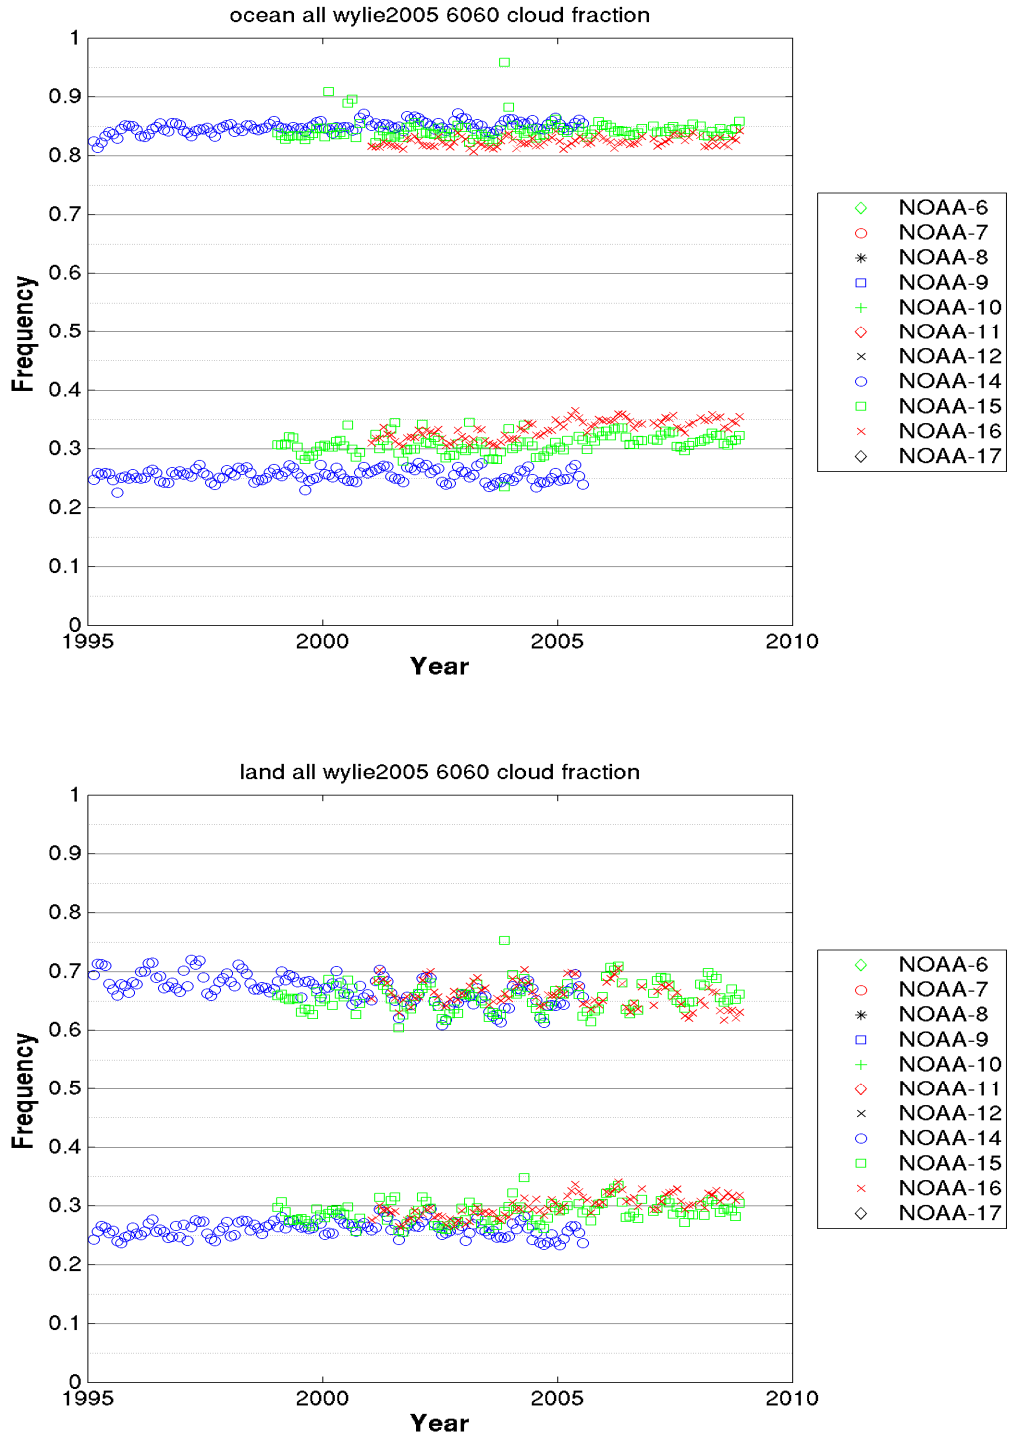 ocean all wylie2005 6060 cloud fraction
1
0.9
0.8
0.7
0.6
0.5
0.4
0.3
0.2
0.1
0
Frequency
1995
2000
2005
2010
Year
NOAA-6
NOAA-7
NOAA-8
NOAA-9
NOAA-10
NOAA-11
NOAA-12
NOAA-14
NOAA-15
NOAA-16
NOAA-17
land all wylie2005 6060 cloud fraction
1
0.9
0.8
0.7
0.6
0.5
0.4
0.3
0.2
0.1
0
Frequency
1995
2000
2005
2010
Year
NOAA-6
NOAA-7
NOAA-8
NOAA-9
NOAA-10
NOAA-11
NOAA-12
NOAA-14
NOAA-15
NOAA-16
NOAA-17